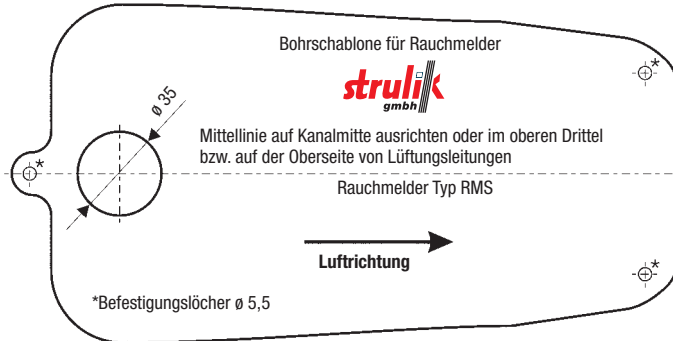 Bohrschablone für Rauchmelder
strulik
gmbh
ø 35
Mittellinie auf Kanalmitte ausrichten oder im oberen Drittel
bzw. auf der Oberseite von Lüftungsleitungen
*
*
Rauchmelder Typ RMS
Luftrichtung
*
*Befestigungslöcher ø 5,5